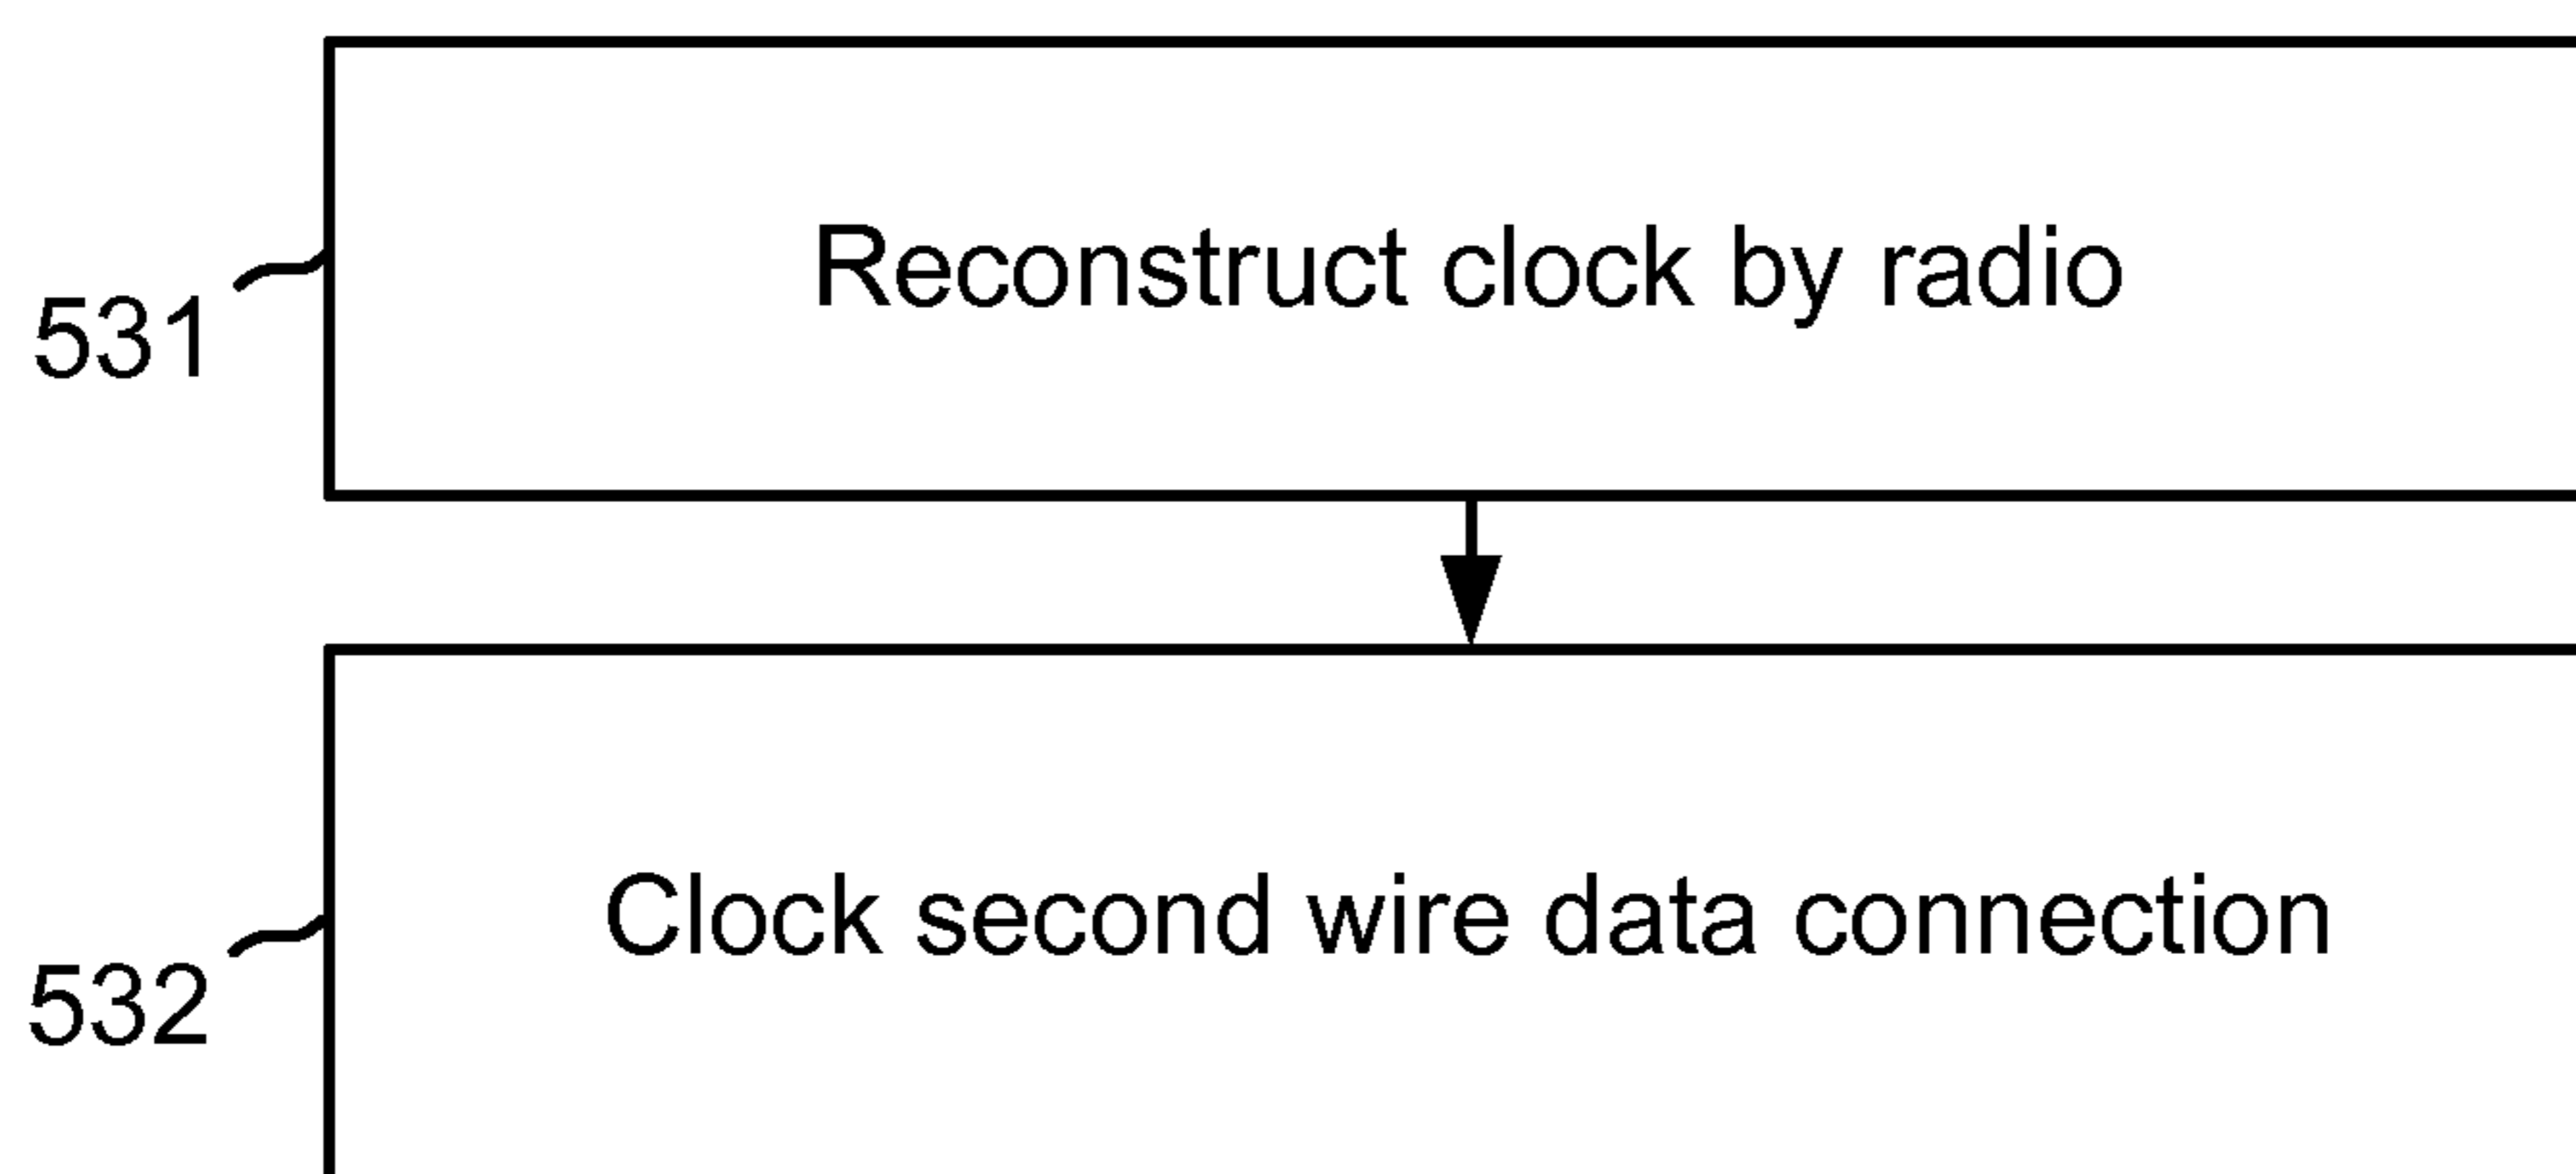 Reconstruct clock by radio
531
Clock second wire data connection
532